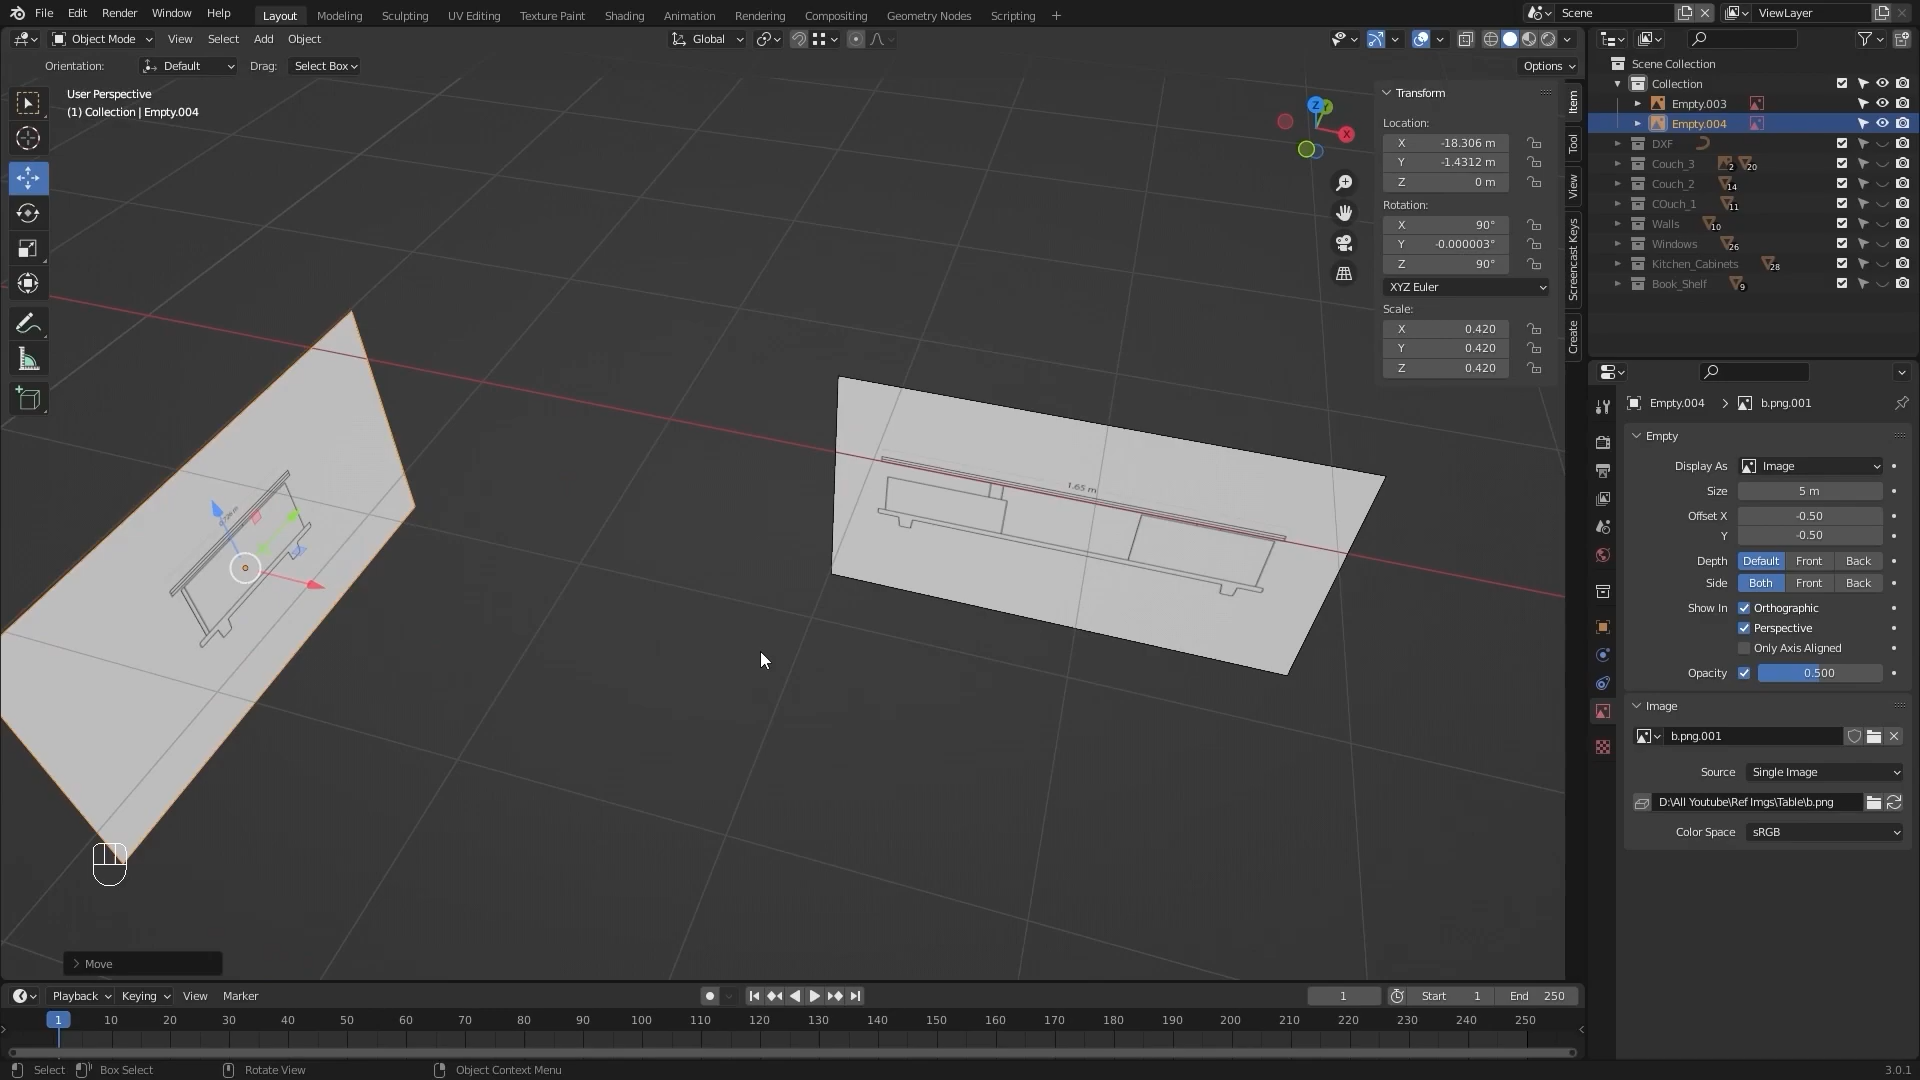 File Edit Render Window Help Layout Modeling Sculpting UV Editing Texture Paint Shading Animation Rendering Compositing Geometry Nodes Scripting + Scene ViewLayer
Object Mode View Select Add Object Global
Orientation: Default Drag: Select Box Options
User Perspective
(1) Collection | Empty.004
Z
Y
X
Transform
Location:
X -18.306 m
Y -1.4312 m
Z 0 m
Rotation:
X 90°
Y -0.000003°
Z 90°
XYZ Euler
Scale:
X 0.420
Y 0.420
Z 0.420
Item
Tool
View
Screencast Keys
Create
1.65 m
Move
Scene Collection
Collection
Empty.003
Empty.004
DXF
Couch_3 2 20
Couch_2 14
COuch_1 11
Walls 10
Windows 26
Kitchen_Cabinets 28
Book_Shelf 9
Empty.004 > b.png.001
Empty
Display As Image
Size 5 m
Offset X -0.50
Y -0.50
Depth Default Front Back
Side Both Front Back
Show In Orthographic
Perspective
Only Axis Aligned
Opacity 0.500
Image
b.png.001
Source Single Image
D:\All Youtube\Ref Imgs\Table\b.png
Color Space sRGB
Playback Keying View Marker 1 Start 1 End 250
1 10 20 30 40 50 60 70 80 90 100 110 120 130 140 150 160 170 180 190 200 210 220 230 240 250
Select Box Select Rotate View Object Context Menu 3.0.1